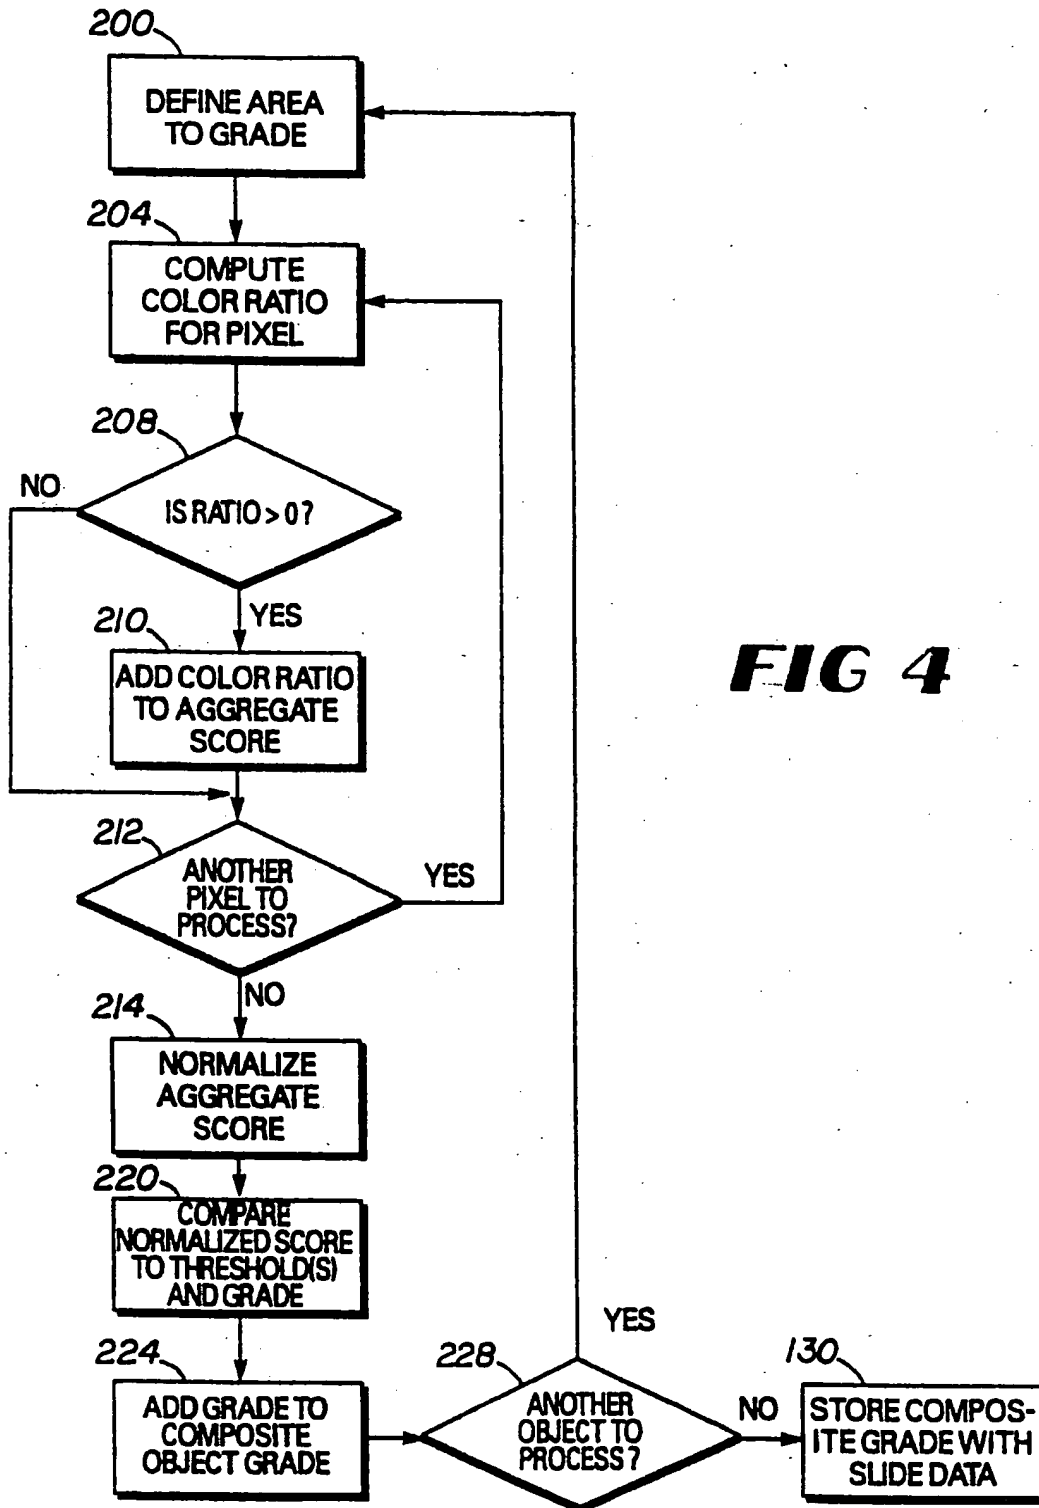 200
DEFINE AREA
TO GRADE
204
COMPUTE
COLOR RATIO
FOR PIXEL
208
NO
IS RATIO > 0?
YES
210
ADD COLOR RATIO
TO AGGREGATE
SCORE
FIG 4
212
ANOTHER
PIXEL TO
PROCESS?
YES
NO
214
NORMALIZE
AGGREGATE
SCORE
220
COMPARE
NORMALIZED SCORE
TO THRESHOLD(S)
AND GRADE
YES
224
ADD GRADE TO
COMPOSITE
OBJECT GRADE
228
ANOTHER
OBJECT TO
PROCESS?
NO
130
STORE COMPOS-
ITE GRADE WITH
SLIDE DATA